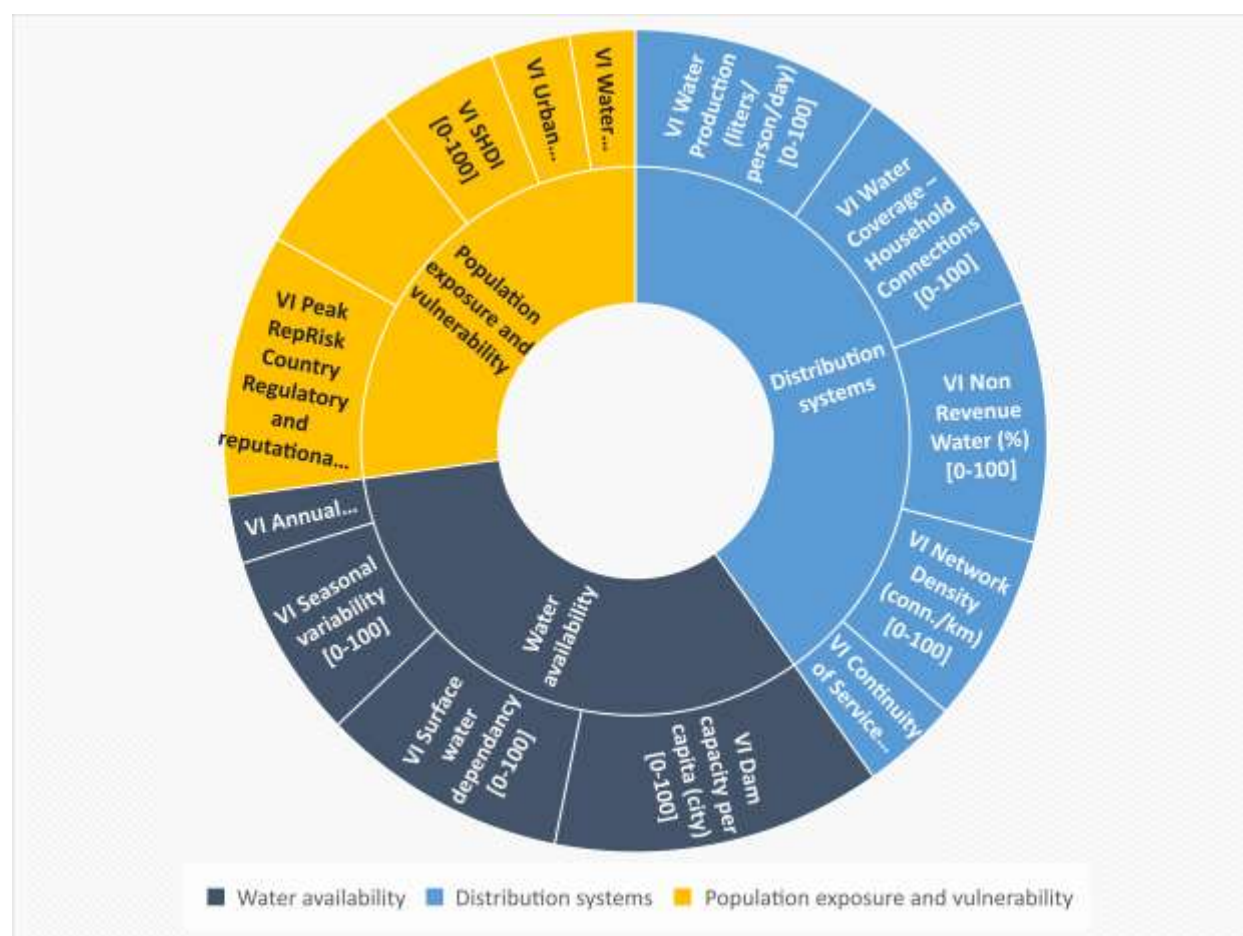 VI Water
Production
(liters/
person/day)
[0-100]
VI Water
Coverage –
Household
Connections
[0-100]
VI Non
Revenue
Water (%)
[0-100]
VI Network
Density
(conn./km)
[0-100]
VI Continuity
of Service...
VI Dam
capacity per
capita (city)
[0-100]
VI Surface
water
dependancy
[0-100]
VI Seasonal
variability
[0-100]
VI Annual...
VI Peak
RepRisk
Country
Regulatory
and
reputationa...
VI SHDI
[0-100]
VI Urban...
VI Water...
Distribution
systems
Water
availability
Population
exposure and
vulnerability
Water availability Distribution systems Population exposure and vulnerability